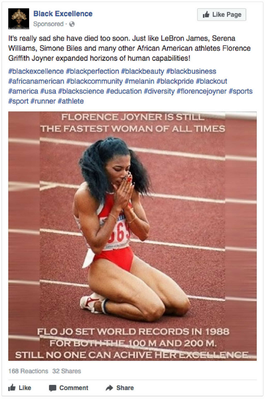 Black Excellence
Sponsored ·
Like Page
It's really sad she have died too soon. Just like LeBron James, Serena
Williams, Simone Biles and many other African American athletes Florence
Griffith Joyner expanded horizons of human capabilities!
#blackexcellence #blackperfection #blackbeauty #blackbusiness
#africanamerican #blackcommunity #melanin #blackpride #blackout
#america #usa #blackscience #education #diversity #florencejoyner #sports
#sport #runner #athlete
FLORENCE JOYNER IS STILL
THE FASTEST WOMAN OF ALL TIMES
FLO JO SET WORLD RECORDS IN 1988
FOR BOTH THE 100 M AND 200 M.
STILL NO ONE CAN ACHIVE HER EXCELLENCE
168 Reactions 32 Shares
Like Comment Share